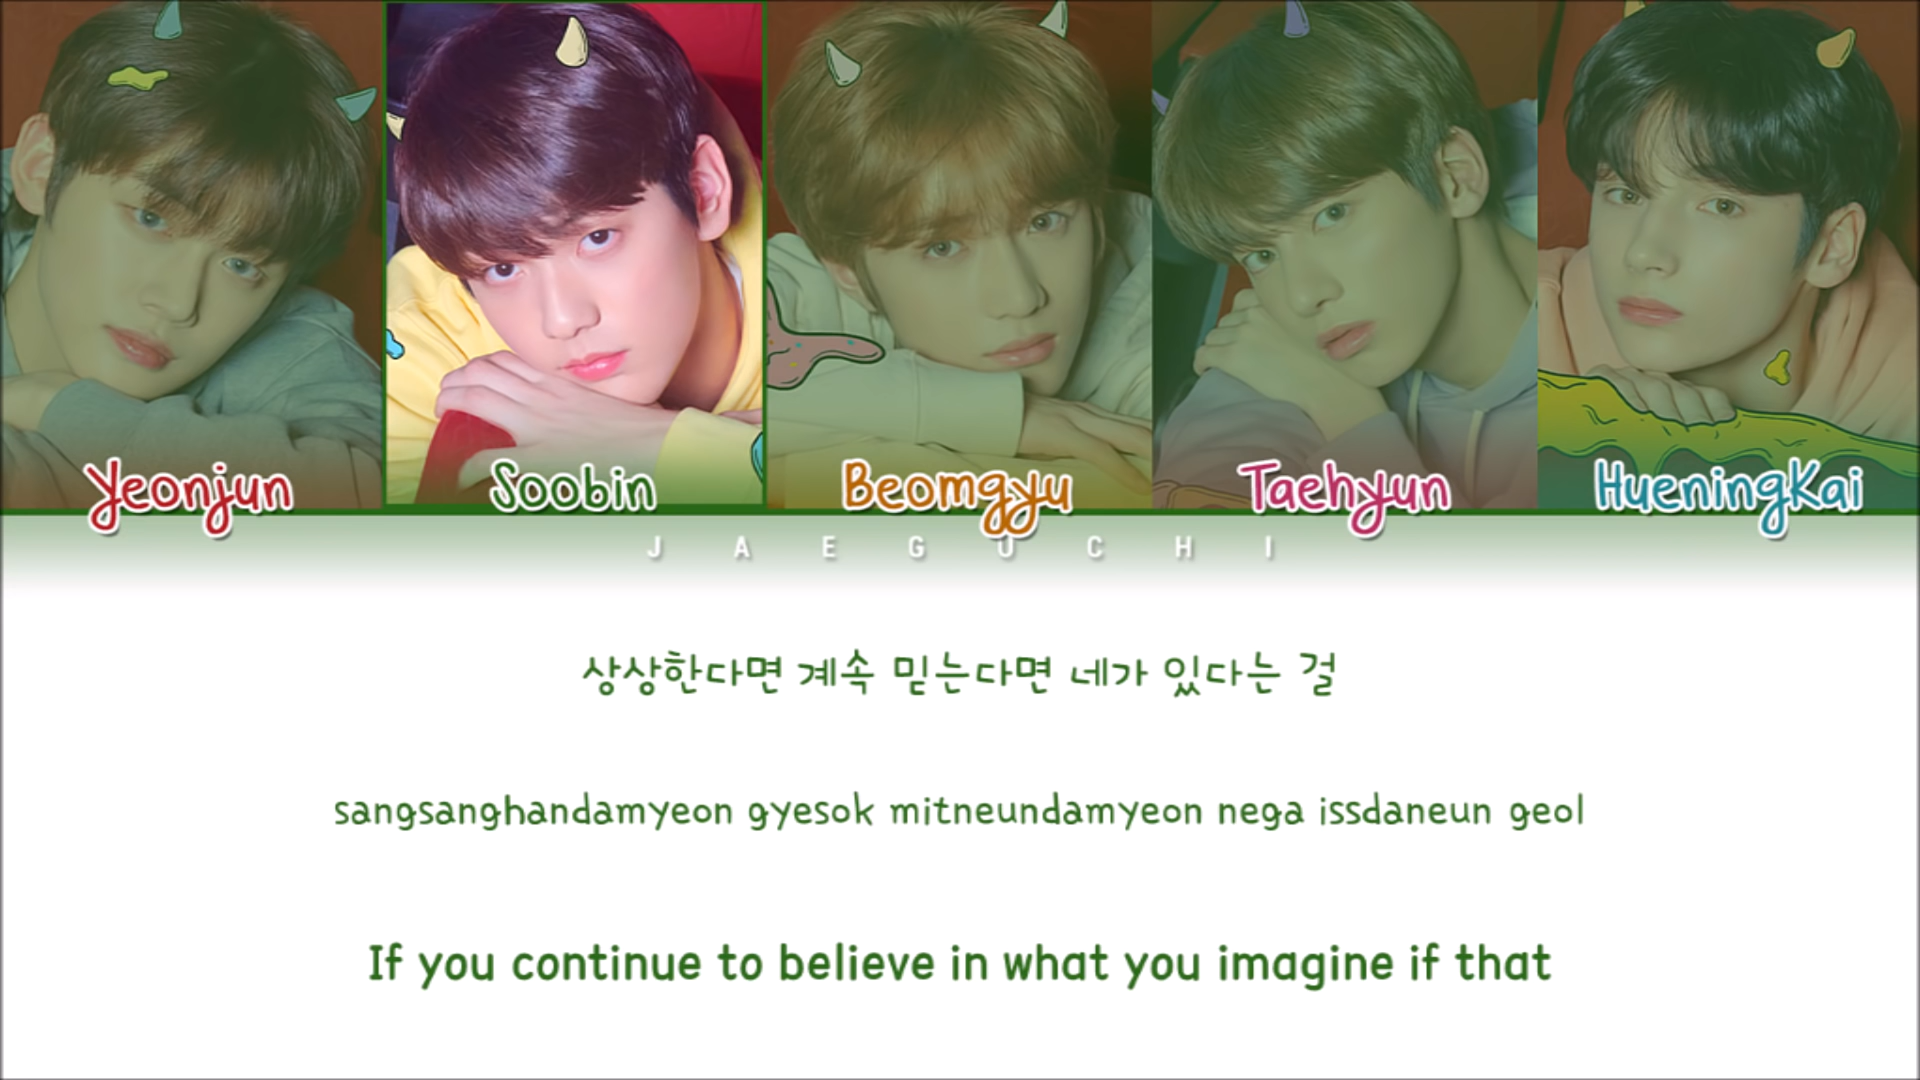 Yeonjun Soobin Beomgyu Taehyun HueningKai
JAEGUCHI
상상한다면 계속 믿는다면 네가 있다는 걸
sangsanghandamyeon gyesok mitneundamyeon nega issdaneun geol
If you continue to believe in what you imagine if that